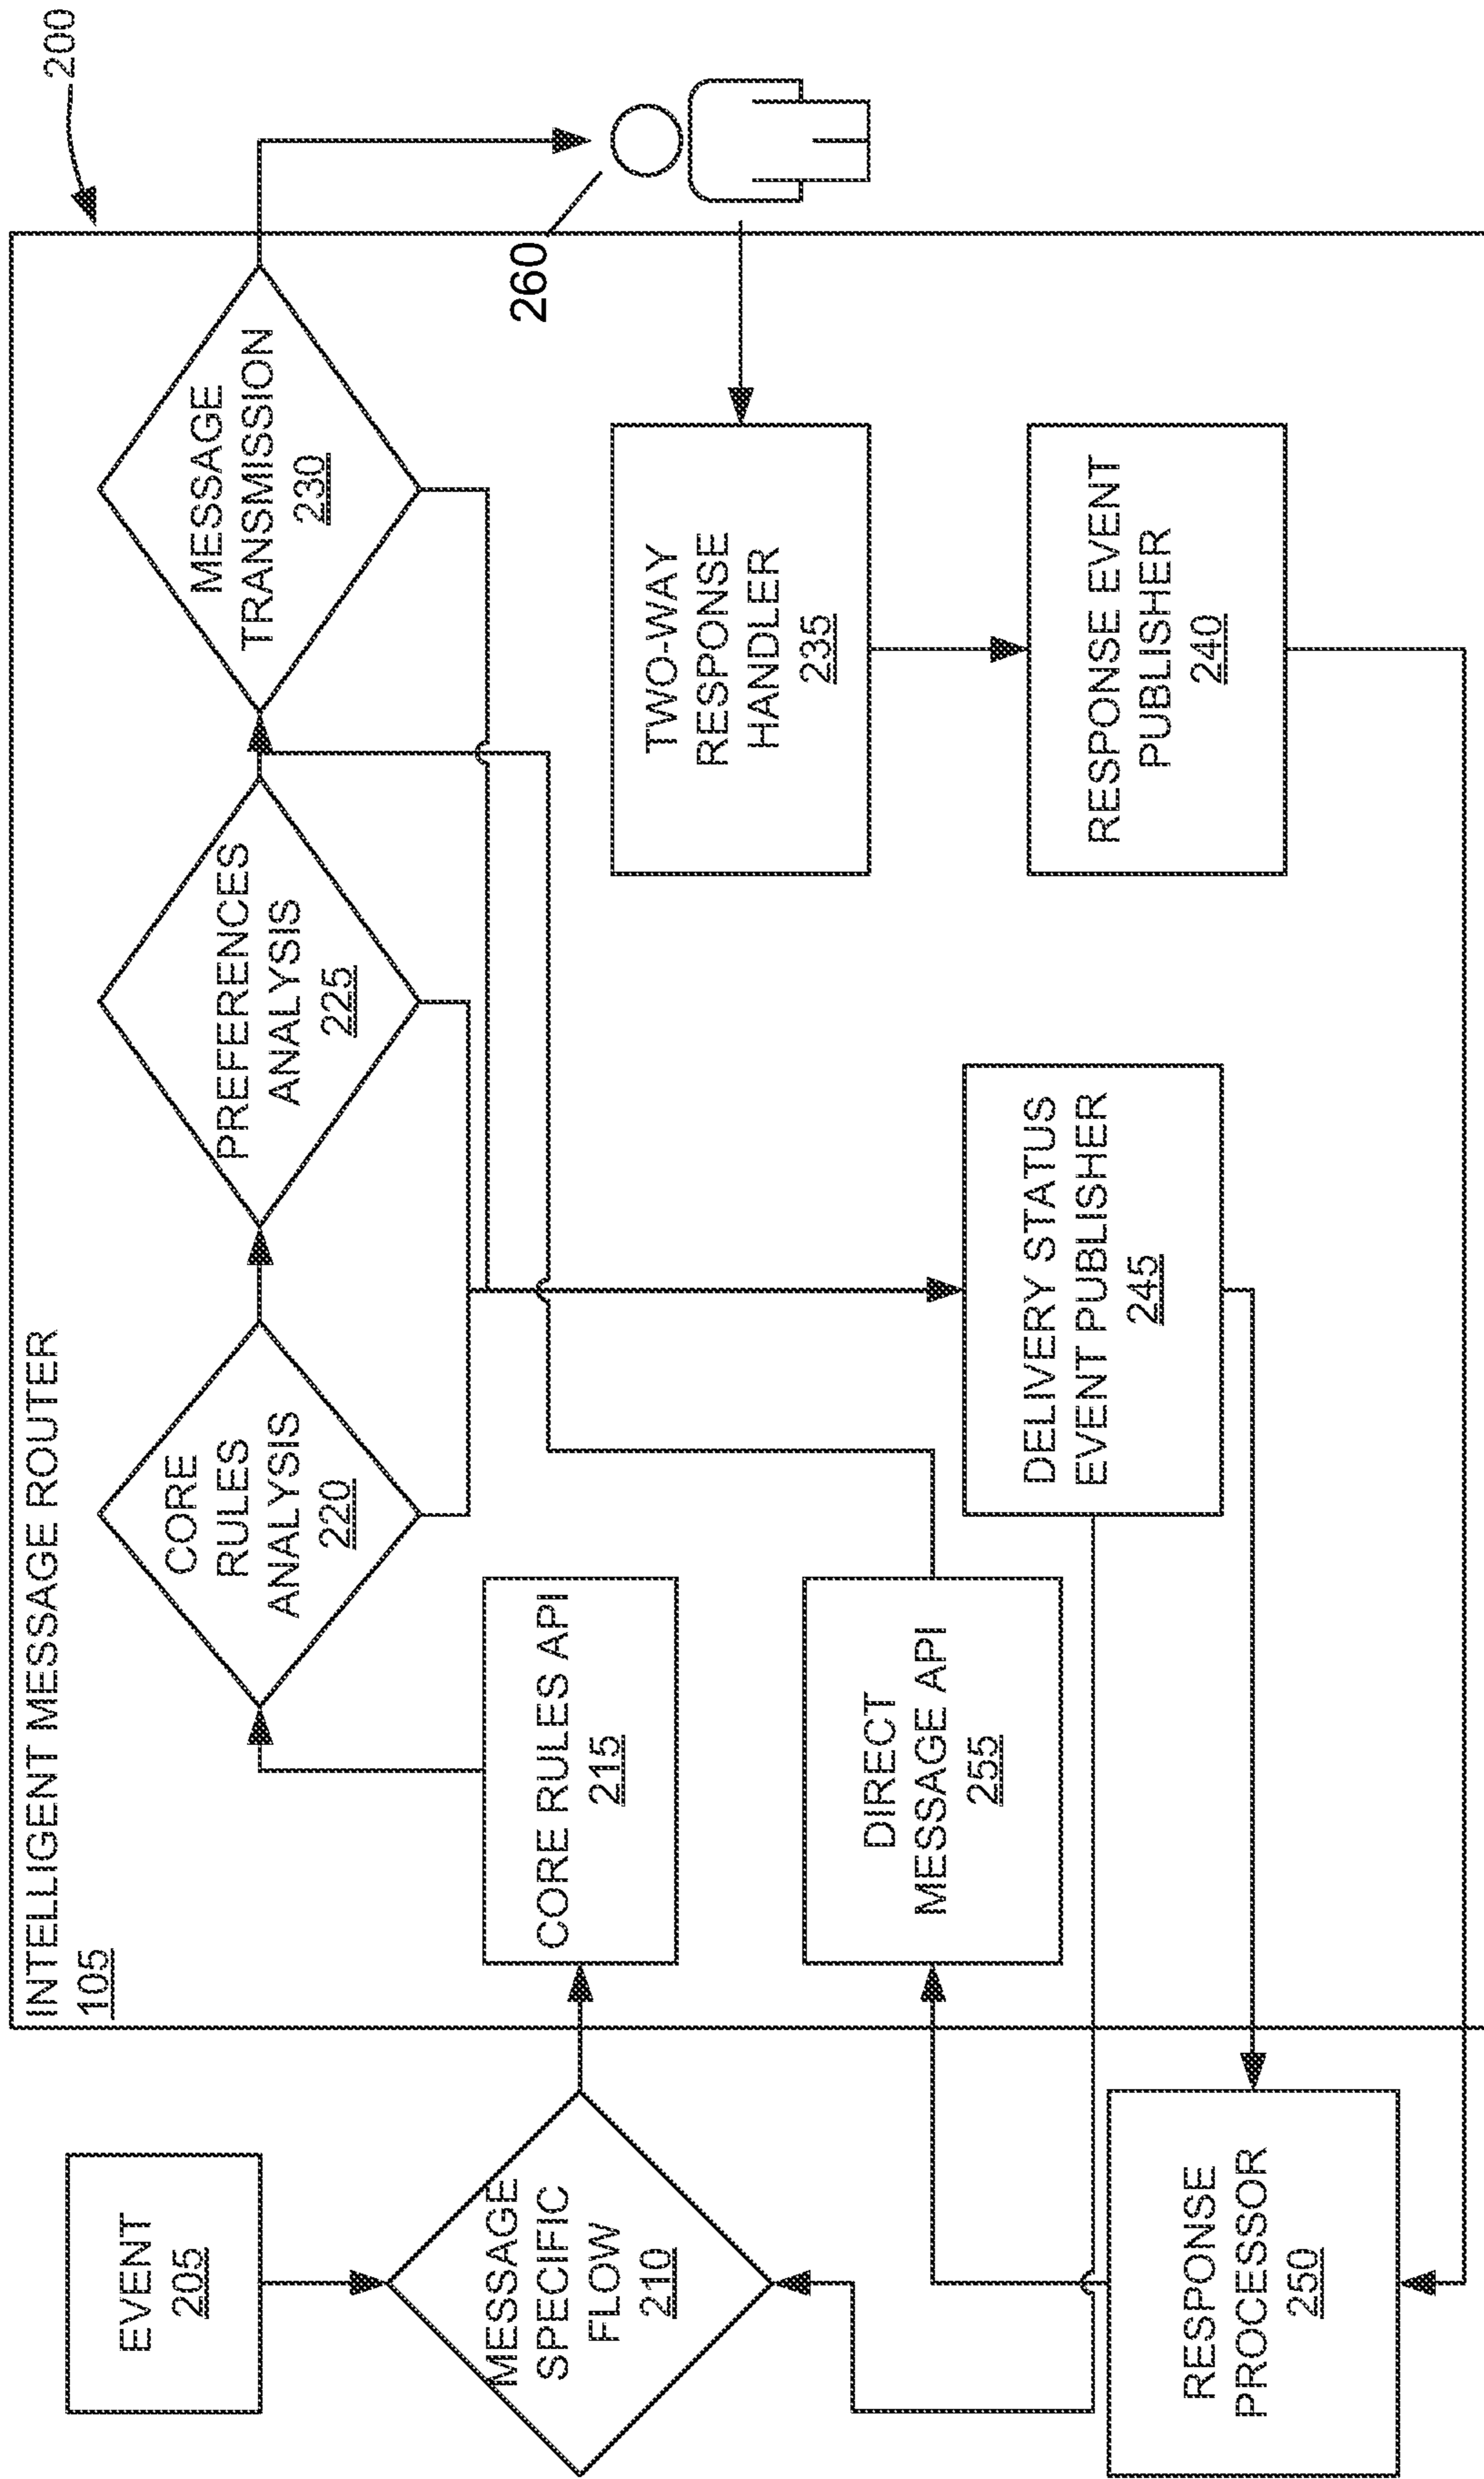 200
INTELLIGENT MESSAGE ROUTER
105
EVENT
205
MESSAGE
SPECIFIC
FLOW
210
CORE RULES API
215
CORE
RULES
ANALYSIS
220
PREFERENCES
ANALYSIS
225
MESSAGE
TRANSMISSION
230
260
TWO-WAY
RESPONSE
HANDLER
235
RESPONSE EVENT
PUBLISHER
240
DELIVERY STATUS
EVENT PUBLISHER
245
DIRECT
MESSAGE API
255
RESPONSE
PROCESSOR
250